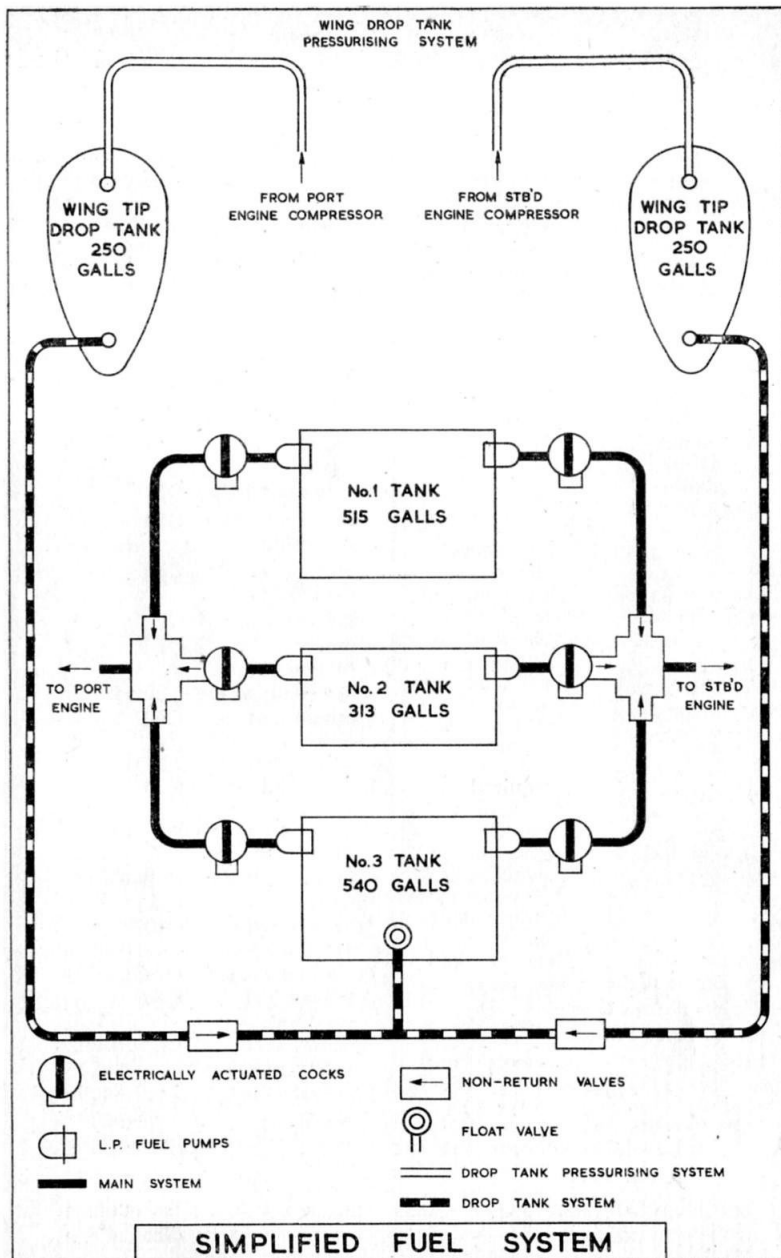 WING DROP TANK
PRESSURISING SYSTEM
FROM PORT
ENGINE COMPRESSOR
FROM STB'D
ENGINE COMPRESSOR
WING TIP
DROP TANK
250
GALLS
WING TIP
DROP TANK
250
GALLS
No.1 TANK
515 GALLS
TO PORT
ENGINE
No.2 TANK
313 GALLS
TO STB'D
ENGINE
No.3 TANK
540 GALLS
ELECTRICALLY ACTUATED COCKS
L.P. FUEL PUMPS
MAIN SYSTEM
NON-RETURN VALVES
FLOAT VALVE
DROP TANK PRESSURISING SYSTEM
DROP TANK SYSTEM
SIMPLIFIED FUEL SYSTEM